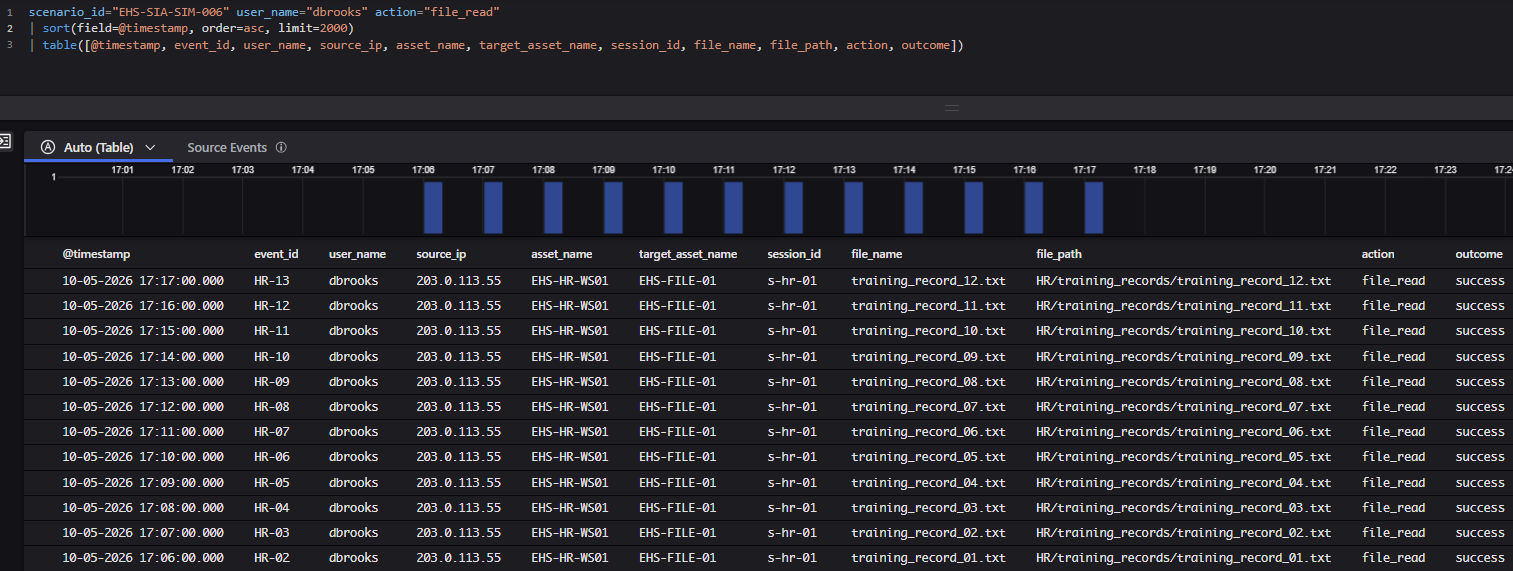 1 scenario_id="EHS-SIA-SIM-006" user_name="dbrooks" action="file_read"
2 | sort(field=@timestamp, order=asc, limit=2000)
3 | table([@timestamp, event_id, user_name, source_ip, asset_name, target_asset_name, session_id, file_name, file_path, action, outcome])
A Auto (Table) Source Events
17:01 17:02 17:03 17:04 17:05 17:06 17:07 17:08 17:09 17:10 17:11 17:12 17:13 17:14 17:15 17:16 17:17 17:18 17:19 17:20 17:21 17:22 17:23 17:2
1
@timestamp event_id user_name source_ip asset_name target_asset_name session_id file_name file_path action outcome
10-05-2026 17:17:00.000 HR-13 dbrooks 203.0.113.55 EHS-HR-WS01 EHS-FILE-01 s-hr-01 training_record_12.txt HR/training_records/training_record_12.txt file_read success
10-05-2026 17:16:00.000 HR-12 dbrooks 203.0.113.55 EHS-HR-WS01 EHS-FILE-01 s-hr-01 training_record_11.txt HR/training_records/training_record_11.txt file_read success
10-05-2026 17:15:00.000 HR-11 dbrooks 203.0.113.55 EHS-HR-WS01 EHS-FILE-01 s-hr-01 training_record_10.txt HR/training_records/training_record_10.txt file_read success
10-05-2026 17:14:00.000 HR-10 dbrooks 203.0.113.55 EHS-HR-WS01 EHS-FILE-01 s-hr-01 training_record_09.txt HR/training_records/training_record_09.txt file_read success
10-05-2026 17:13:00.000 HR-09 dbrooks 203.0.113.55 EHS-HR-WS01 EHS-FILE-01 s-hr-01 training_record_08.txt HR/training_records/training_record_08.txt file_read success
10-05-2026 17:12:00.000 HR-08 dbrooks 203.0.113.55 EHS-HR-WS01 EHS-FILE-01 s-hr-01 training_record_07.txt HR/training_records/training_record_07.txt file_read success
10-05-2026 17:11:00.000 HR-07 dbrooks 203.0.113.55 EHS-HR-WS01 EHS-FILE-01 s-hr-01 training_record_06.txt HR/training_records/training_record_06.txt file_read success
10-05-2026 17:10:00.000 HR-06 dbrooks 203.0.113.55 EHS-HR-WS01 EHS-FILE-01 s-hr-01 training_record_05.txt HR/training_records/training_record_05.txt file_read success
10-05-2026 17:09:00.000 HR-05 dbrooks 203.0.113.55 EHS-HR-WS01 EHS-FILE-01 s-hr-01 training_record_04.txt HR/training_records/training_record_04.txt file_read success
10-05-2026 17:08:00.000 HR-04 dbrooks 203.0.113.55 EHS-HR-WS01 EHS-FILE-01 s-hr-01 training_record_03.txt HR/training_records/training_record_03.txt file_read success
10-05-2026 17:07:00.000 HR-03 dbrooks 203.0.113.55 EHS-HR-WS01 EHS-FILE-01 s-hr-01 training_record_02.txt HR/training_records/training_record_02.txt file_read success
10-05-2026 17:06:00.000 HR-02 dbrooks 203.0.113.55 EHS-HR-WS01 EHS-FILE-01 s-hr-01 training_record_01.txt HR/training_records/training_record_01.txt file_read success